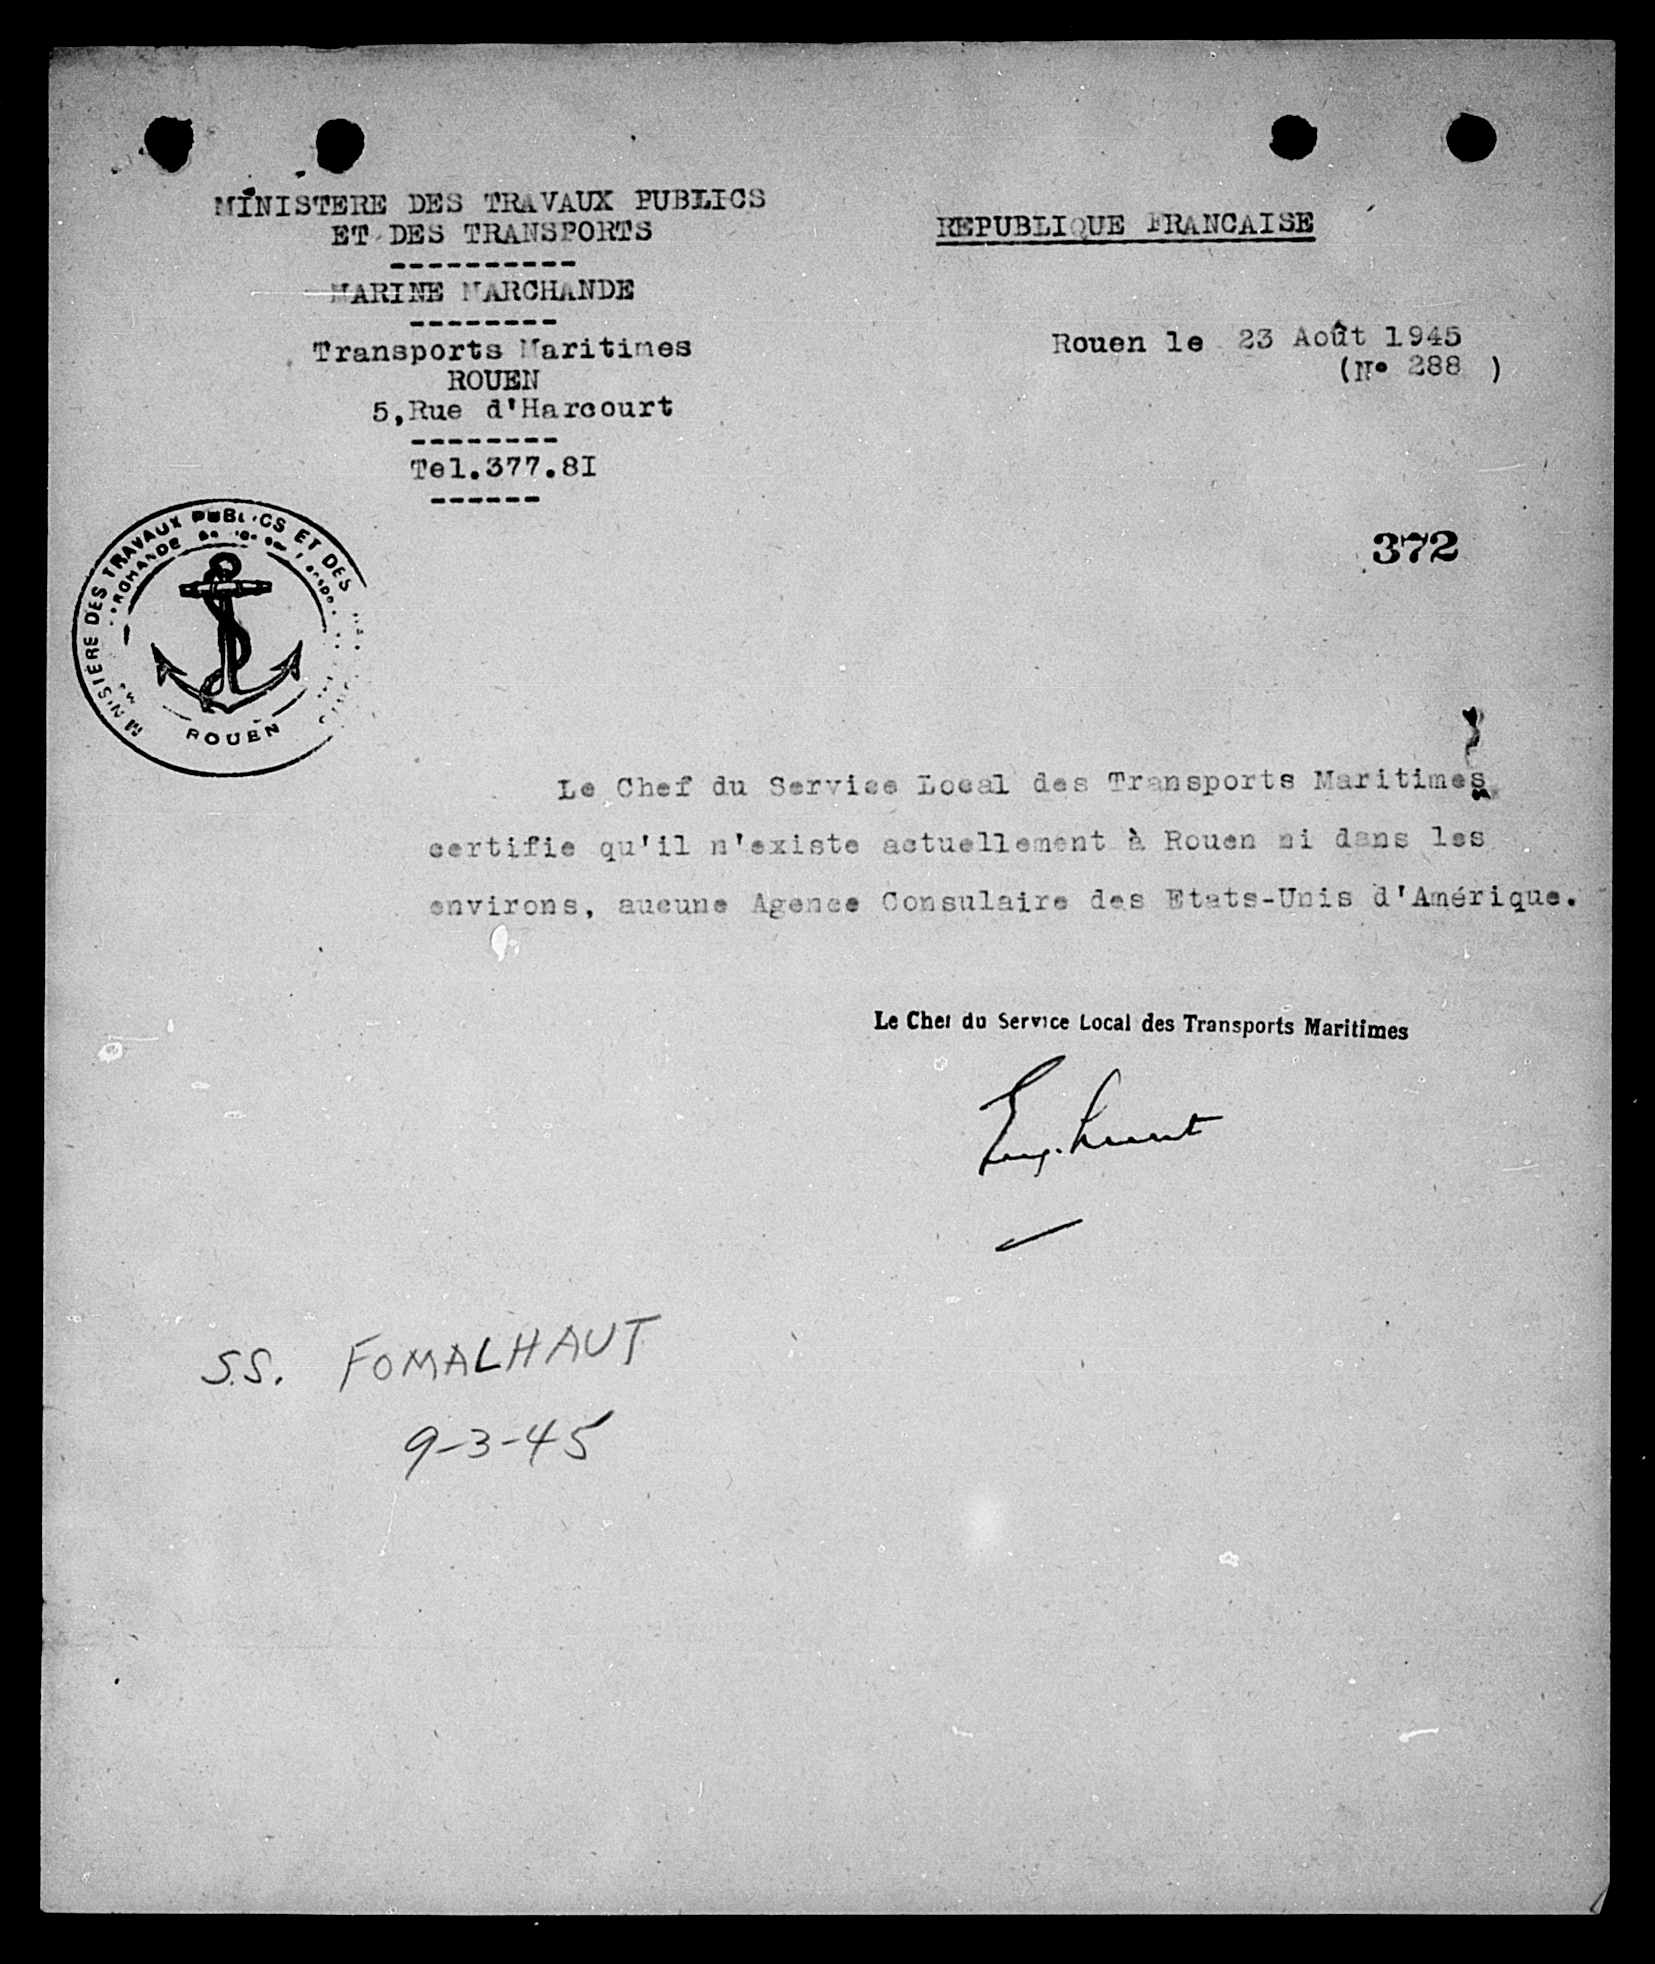 MINISTERE DES TRAVAUX PUBLICS
ET DES TRANSPORTS
----------
MARINE MARCHANDE
--------
Transports Maritimes
ROUEN
5,Rue d'Harcourt
--------
Tel.377.8I
------
REPUBLIQUE FRANCAISE
Rouen le 23 Août 1945
(N° 288 )
MINISTÈRE DES TRAVAUX PUBLICS ET DES
ROUEN
372
Le Chef du Service Local des Transports Maritimes
certifie qu'il n'existe actuellement à Rouen ni dans les
environs, aucune Agence Consulaire des Etats-Unis d'Amérique.
Le Chef du Service Local des Transports Maritimes
S.S. FOMALHAUT
9-3-45